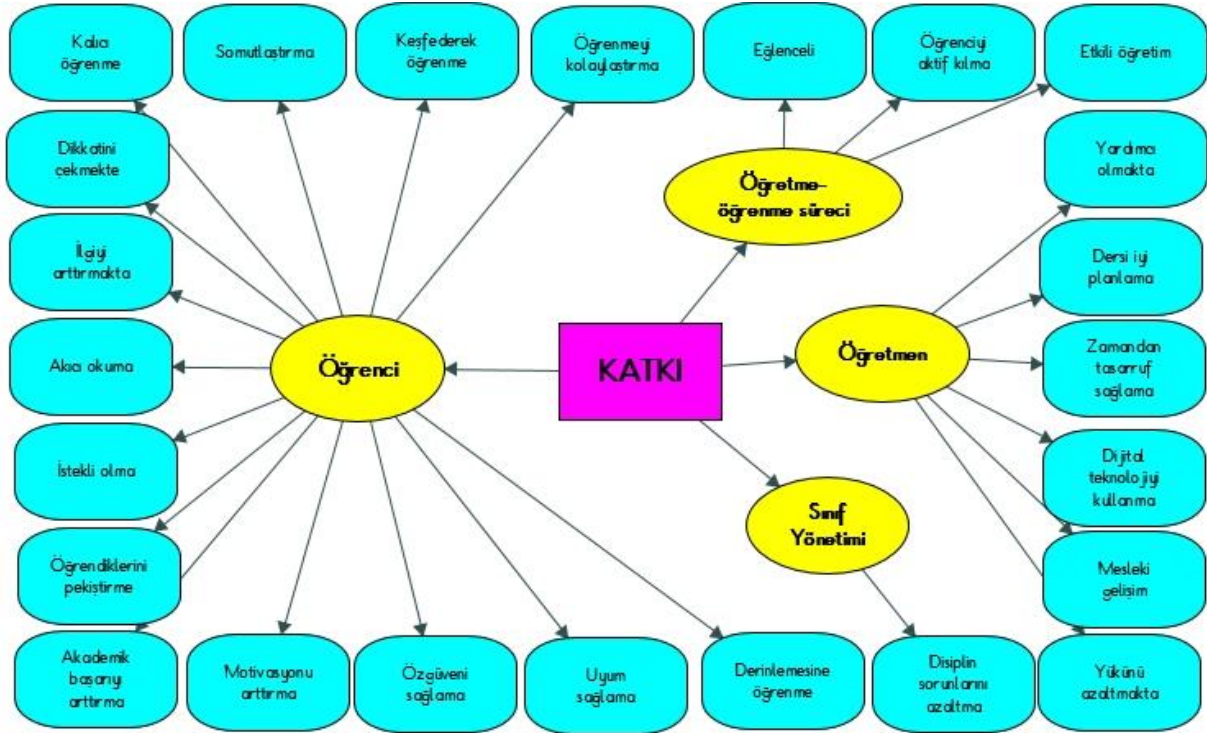 Kalıcı
öğrenme
Somutlaştırma
Keşfederek
öğrenme
Öğrenmeyi
kolaylaştırma
Eğlenceli
Öğrenciyi
aktif kılma
Etkili öğretim
Dikkatini
çekmekte
Yardımcı
olmakta
Öğretme-
öğrenme süreci
İlgiyi
arttırmakta
Dersi iyi
planlama
Akıcı okuma
Öğrenci
KATKI
Öğretmen
Zamandan
tasarruf
sağlama
İstekli olma
Dijital
teknolojiyi
kullanma
Sınıf
Yönetimi
Öğrendiklerini
pekiştirme
Mesleki
gelişim
Akademik
başarıyı
arttırma
Motivasyonu
arttırma
Özgüveni
sağlama
Uyum
sağlama
Derinlemesine
öğrenme
Disiplin
sorunlarını
azaltma
Yükünü
azaltmakta